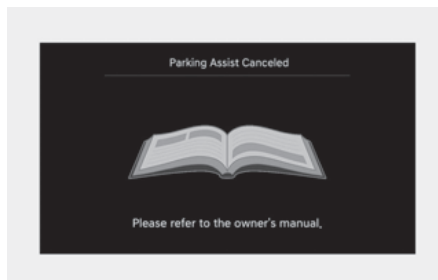 Parking Assist Canceled
Please refer to the owner's manual.